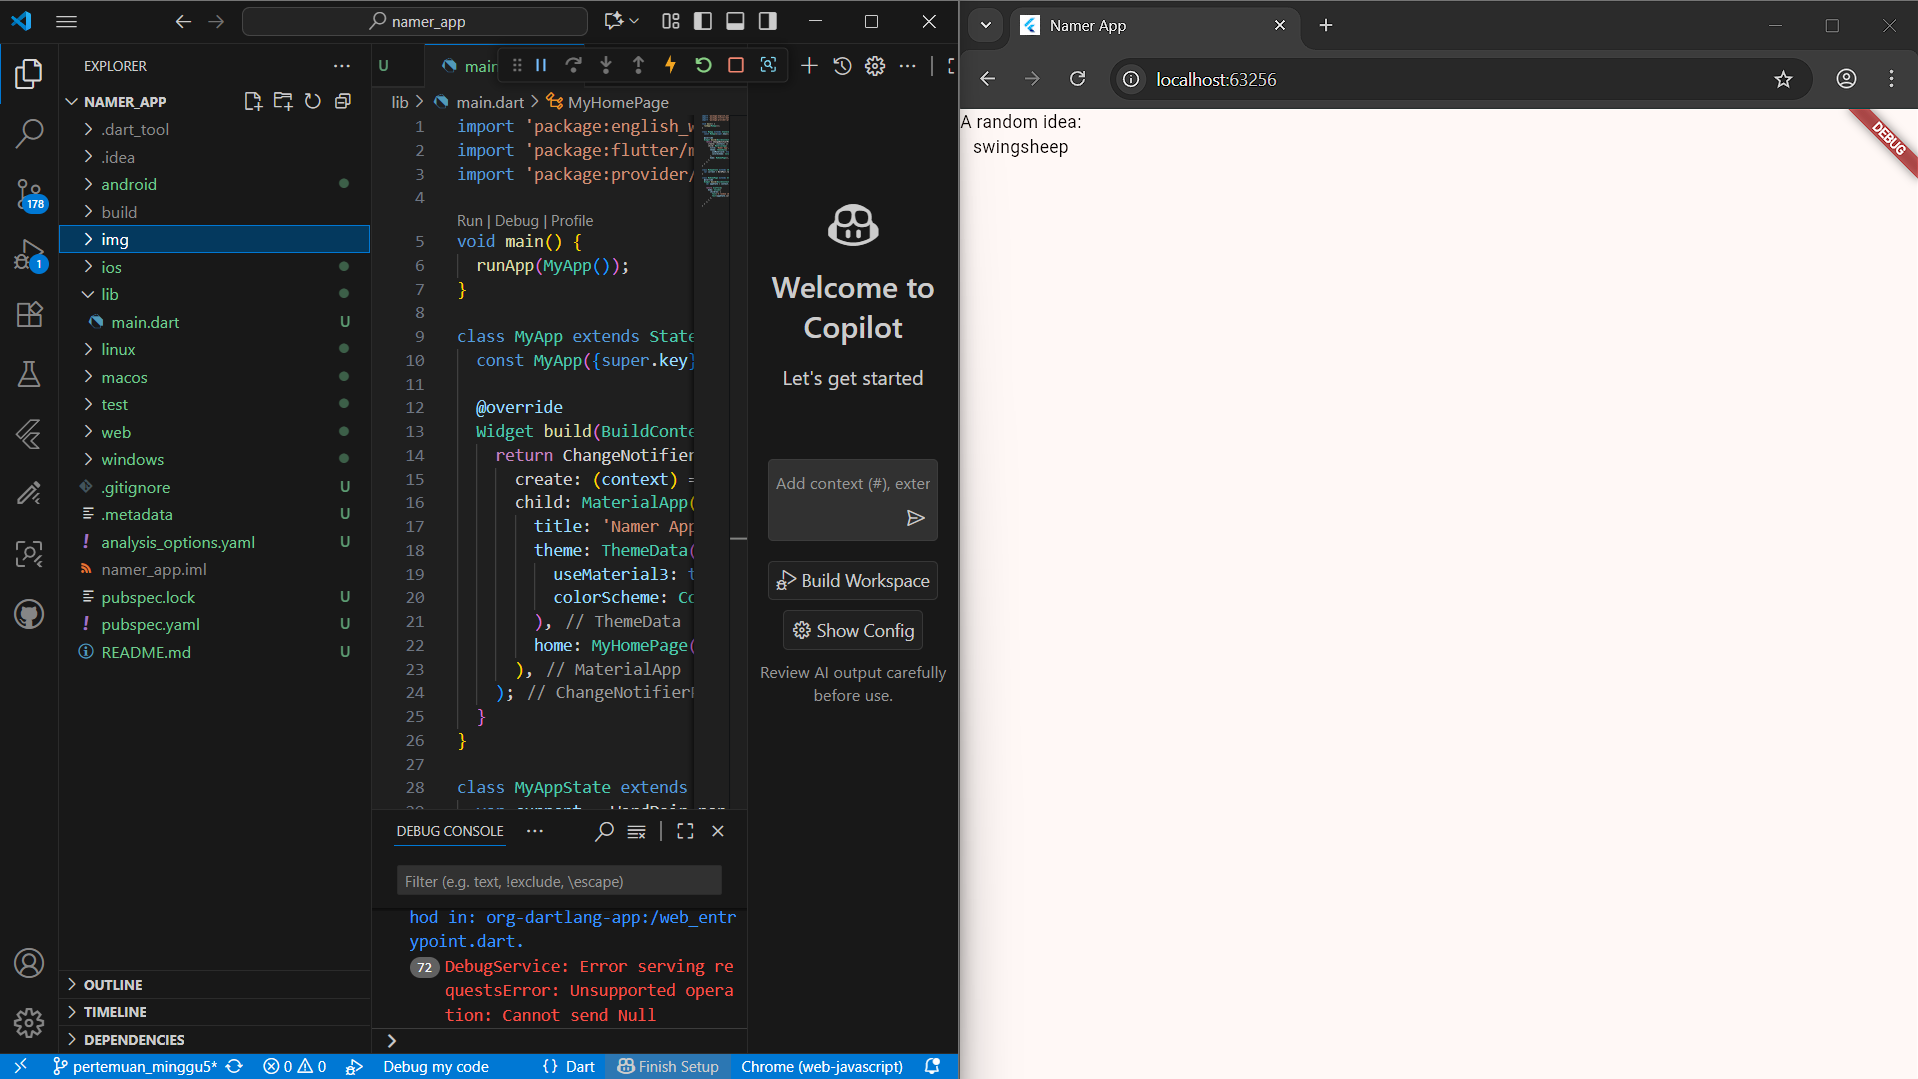 namer_app
EXPLORER
NAMER_APP
.dart_tool
.idea
android
build
img
ios
lib
main.dart U
linux
macos
test
web
windows
.gitignore U
.metadata U
analysis_options.yaml U
namer_app.iml
pubspec.lock U
pubspec.yaml U
README.md U
OUTLINE
TIMELINE
DEPENDENCIES
178
1
U
lib > main.dart > MyHomePage
1 import 'package:english_w
2 import 'package:flutter/m
3 import 'package:provider/
4
Run | Debug | Profile
5 void main() {
6 runApp(MyApp());
7 }
8
9 class MyApp extends State
10 const MyApp({super.key}
11
12 @override
13 Widget build(BuildConte
14 return ChangeNotifier
15 create: (context) =
16 child: MaterialApp(
17 title: 'Namer App
18 theme: ThemeData(
19 useMaterial3: t
20 colorScheme: Co
21 ), // ThemeData
22 home: MyHomePage(
23 ), // MaterialApp
24 ); // ChangeNotifier
25 }
26 }
27
28 class MyAppState extends
DEBUG CONSOLE
Filter (e.g. text, !exclude, \escape)
hod in: org-dartlang-app:/web_entr
ypoint.dart.
72 DebugService: Error serving re
questsError: Unsupported opera
tion: Cannot send Null
Welcome to
Copilot
Let's get started
Add context (#), exter
Build Workspace
Show Config
Review AI output carefully
before use.
pertemuan_minggu5* 0 0 Debug my code {} Dart Finish Setup Chrome (web-javascript)
Namer App
localhost:63256
A random idea:
swingsheep
DEBUG